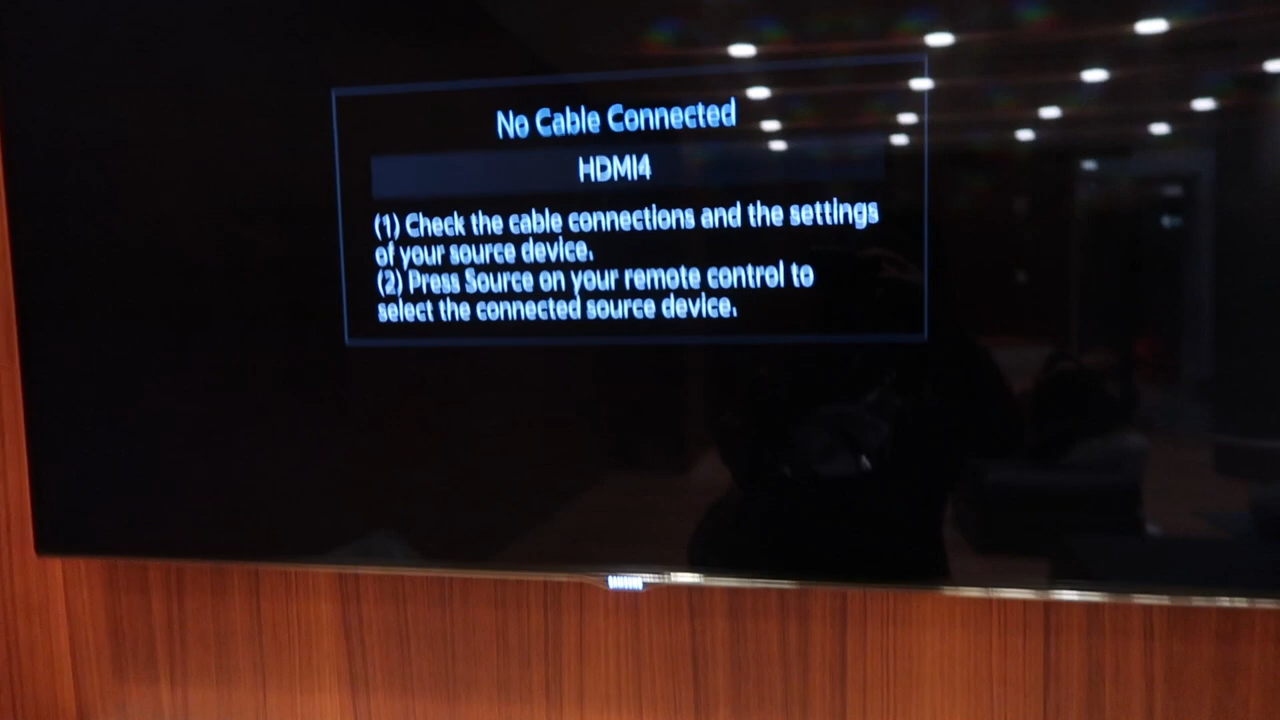 No Cable Connected
HDMI4
(1) Check the cable connections and the settings
of your source device.
(2) Press Source on your remote control to
select the connected source device.
SAMSUNG